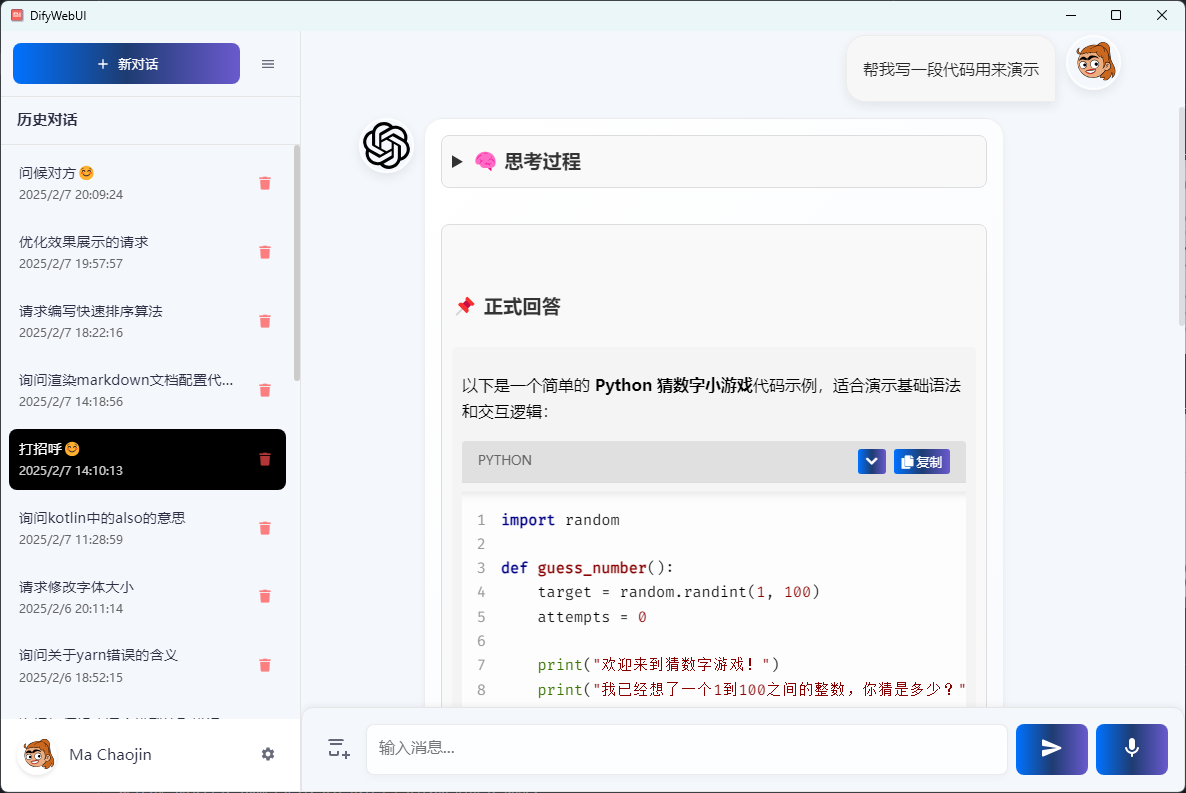 DifyWebUI
+ 新对话
历史对话
问候对方😊
2025/2/7 20:09:24
优化效果展示的请求
2025/2/7 19:57:57
请求编写快速排序算法
2025/2/7 18:22:16
询问渲染markdown文档配置代...
2025/2/7 14:18:56
打招呼😊
2025/2/7 14:10:13
询问kotlin中的also的意思
2025/2/7 11:28:59
请求修改字体大小
2025/2/6 20:11:14
询问关于yarn错误的含义
2025/2/6 18:52:15
Ma Chaojin
帮我写一段代码用来演示
▶ 🧠 思考过程
📌 正式回答
以下是一个简单的 Python 猜数字小游戏代码示例，适合演示基础语法
和交互逻辑：
PYTHON
复制
1 import random
2
3 def guess_number():
4     target = random.randint(1, 100)
5     attempts = 0
6
7     print("欢迎来到猜数字游戏！")
8     print("我已经想了一个1到100之间的整数，你猜是多少？"
输入消息...